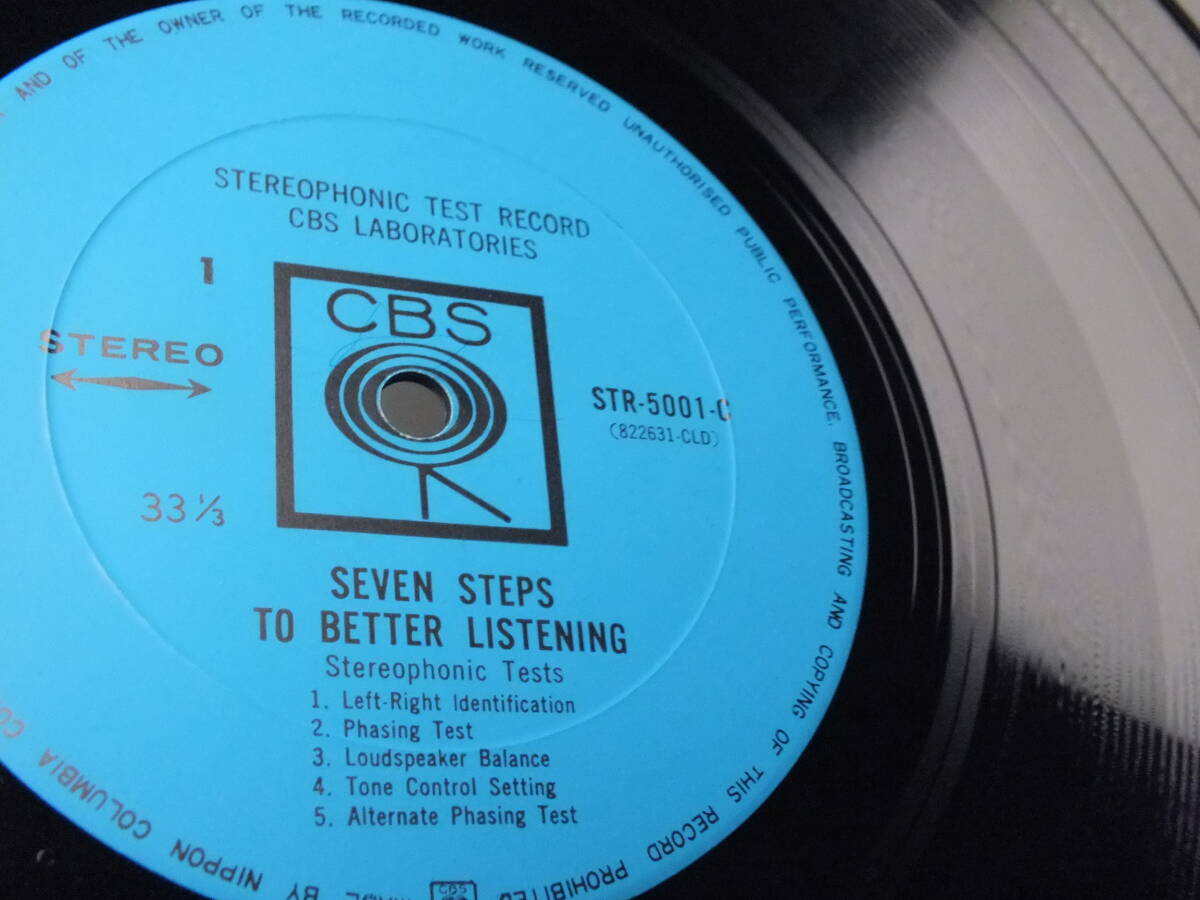 AND OF THE OWNER OF THE RECORDED WORK RESERVED UNAUTHORISED PUBLIC PERFORMANCE, BROADCASTING AND COPYING OF THIS RECORD PROHIBITED
STEREOPHONIC TEST RECORD
CBS LABORATORIES
1
CBS
STEREO
STR-5001-C
(822631-CLD)
33⅓
SEVEN STEPS
TO BETTER LISTENING
Stereophonic Tests
1. Left-Right Identification
2. Phasing Test
3. Loudspeaker Balance
4. Tone Control Setting
5. Alternate Phasing Test
CBS
BY NIPPON COLUMBIA